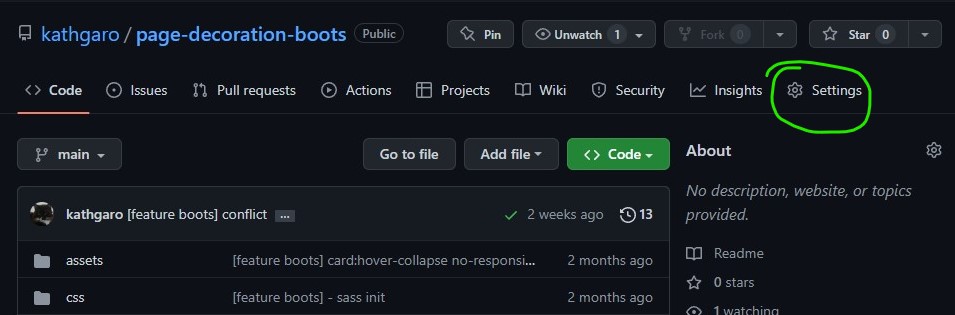 kathgaro / page-decoration-boots Public Pin Unwatch 1 Fork 0 Star 0
Code Issues Pull requests Actions Projects Wiki Security Insights Settings
main Go to file Add file Code
About
No description, website, or topics
provided.
kathgaro [feature boots] conflict ... 2 weeks ago 13
Readme
assets [feature boots] card:hover-collapse no-responsi... 2 months ago
0 stars
css [feature boots] - sass init 2 months ago
1 watching